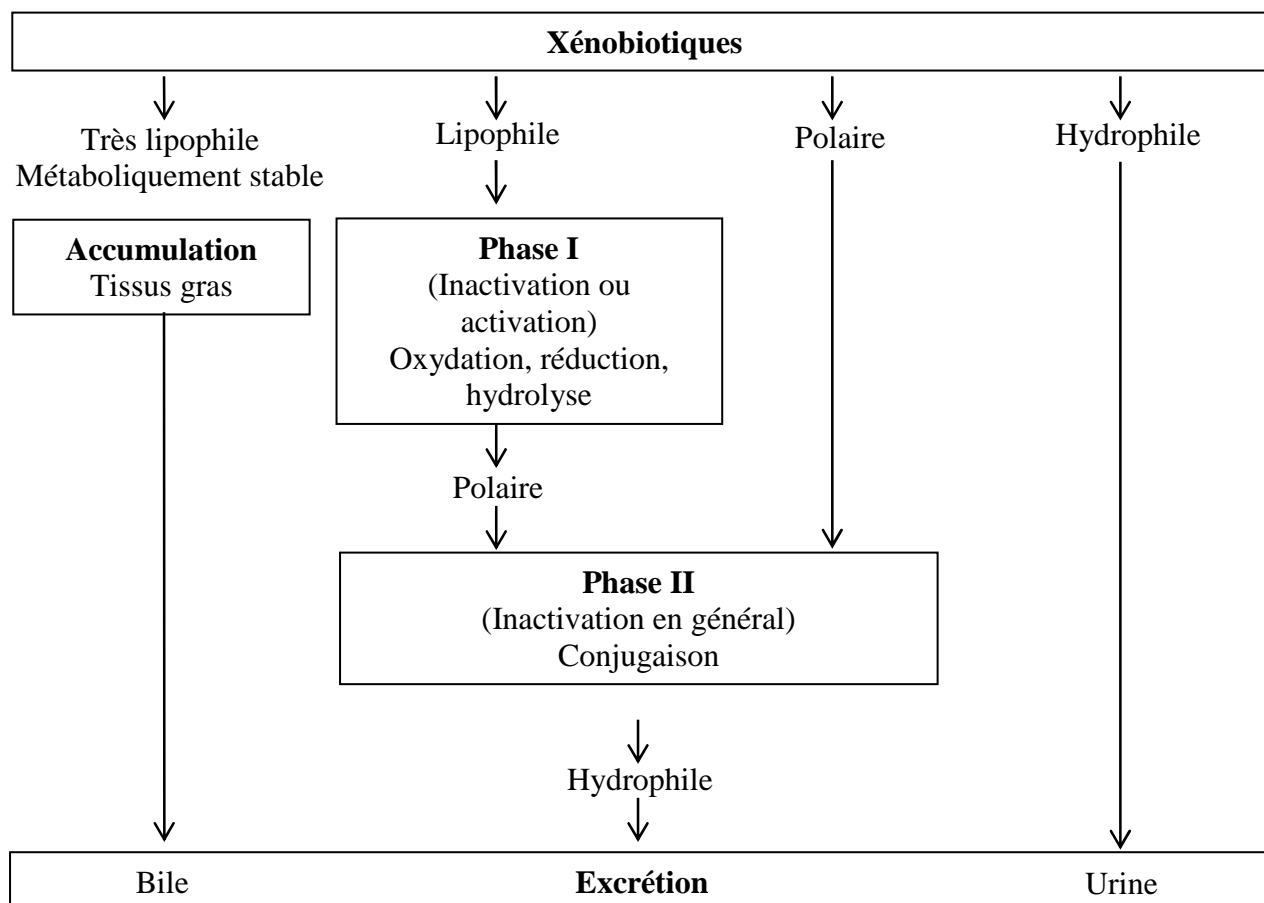 Xénobiotiques
Très lipophile
Métaboliquement stable
Lipophile
Polaire
Hydrophile
Accumulation
Tissus gras
Phase I
(Inactivation ou
activation)
Oxydation, réduction,
hydrolyse
Polaire
Phase II
(Inactivation en général)
Conjugaison
Hydrophile
Bile
Excrétion
Urine